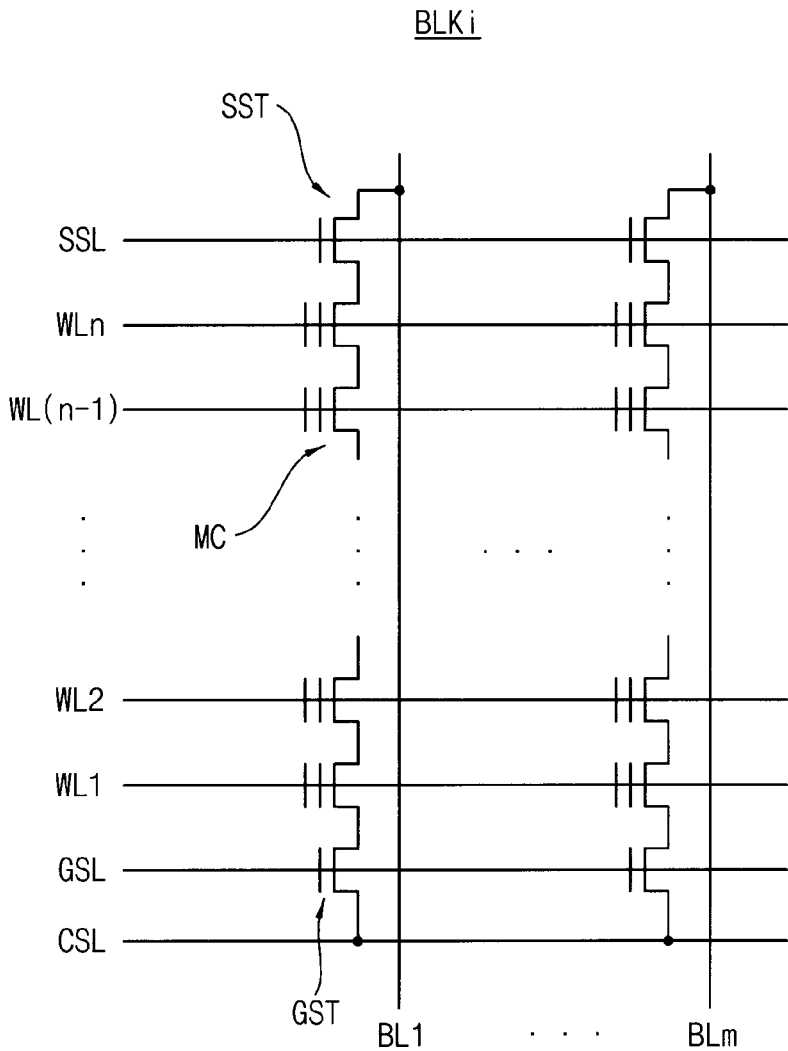 BLKi
SST
SSL
WLn
WL(n-1)
MC
WL2
WL1
GSL
CSL
GST
BL1 · · · BLm